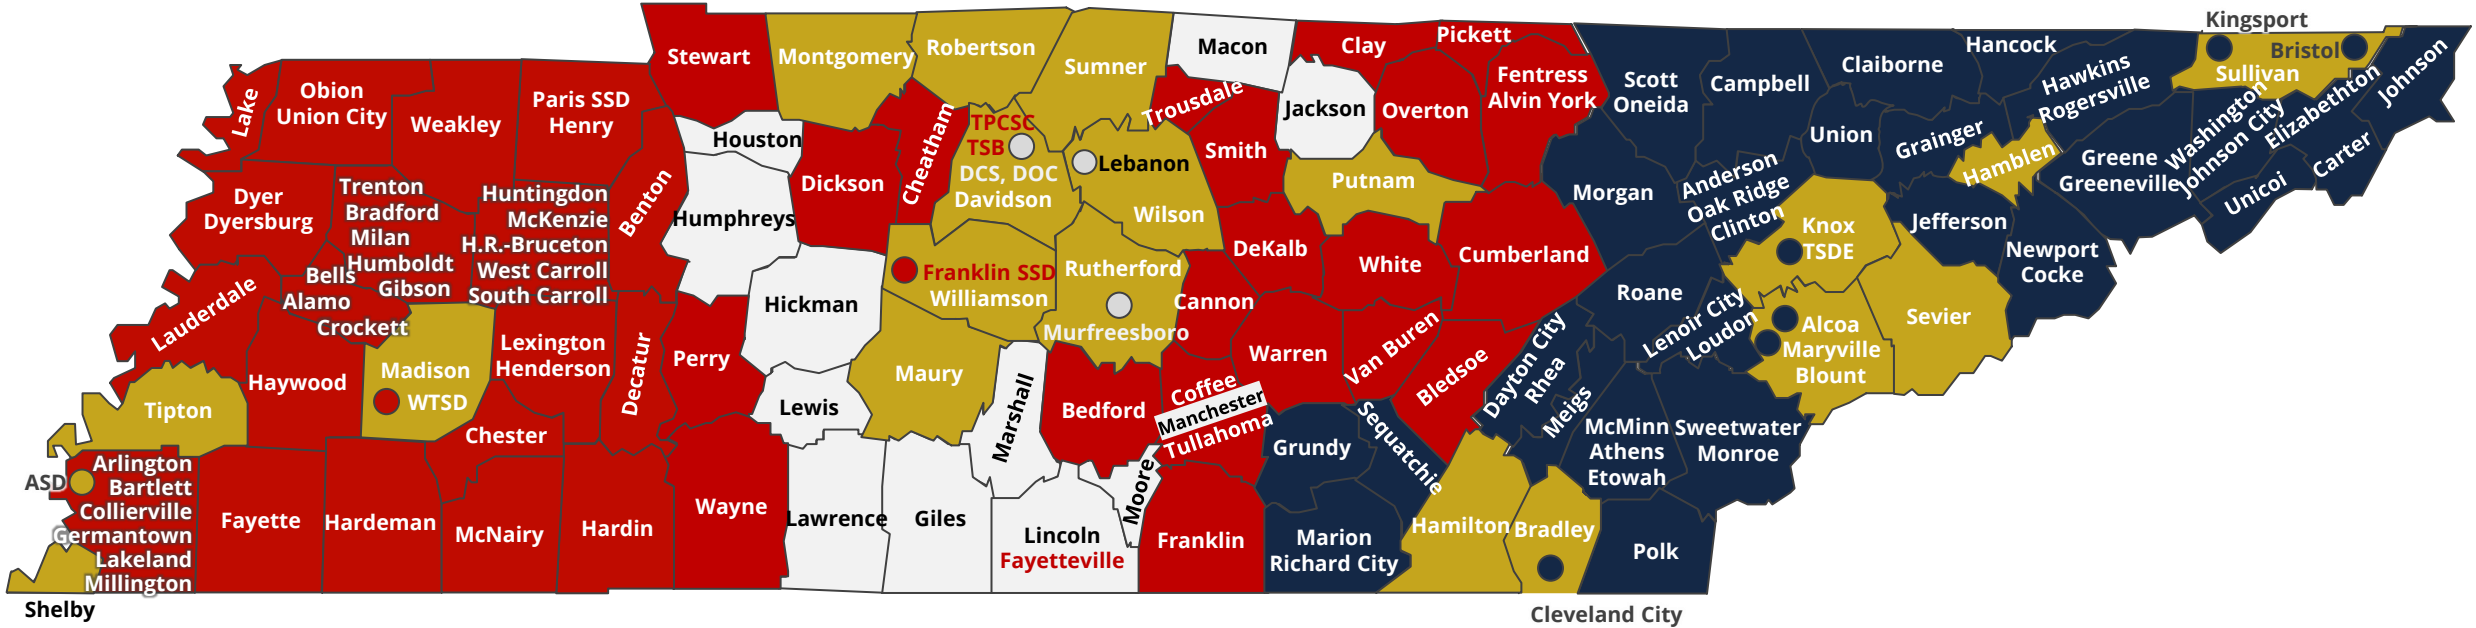 Lake
Obion
Union City
Weakley
Paris SSD
Henry
Stewart
Montgomery
Robertson
Sumner
Macon
Clay
Pickett
Fentress
Alvin York
Overton
Jackson
Trousdale
Smith
Scott
Oneida
Campbell
Claiborne
Hancock
Hawkins
Rogersville
Kingsport
Bristol
Sullivan
Johnson
Washington
Johnson City
Elizabethton
Carter
Unicoi
Greene
Greeneville
Hamblen
Grainger
Union
Anderson
Oak Ridge
Clinton
Morgan
Knox
TSDE
Jefferson
Newport
Cocke
Sevier
Alcoa
Maryville
Blount
Lenoir City
Loudon
Roane
Cumberland
Putnam
White
DeKalb
Cannon
Warren
Van Buren
Bledsoe
Dayton City
Rhea
Meigs
McMinn
Athens
Etowah
Sweetwater
Monroe
Polk
Bradley
Cleveland City
Hamilton
Sequatchie
Grundy
Marion
Richard City
Franklin
Coffee
Manchester
Tullahoma
Moore
Lincoln
Fayetteville
Bedford
Marshall
Giles
Lawrence
Lewis
Maury
Hickman
Rutherford
Murfreesboro
Franklin SSD
Williamson
TPCSC
TSB
DCS, DOC
Davidson
Lebanon
Wilson
Cheatham
Dickson
Houston
Humphreys
Benton
Perry
Wayne
Decatur
Hardin
Lexington
Henderson
Chester
McNairy
Hardeman
Fayette
Madison
WTSD
Haywood
Huntingdon
McKenzie
H.R.-Bruceton
West Carroll
South Carroll
Trenton
Bradford
Milan
Humboldt
Gibson
Bells
Alamo
Crockett
Dyer
Dyersburg
Lauderdale
Tipton
ASD
Arlington
Bartlett
Collierville
Germantown
Lakeland
Millington
Shelby